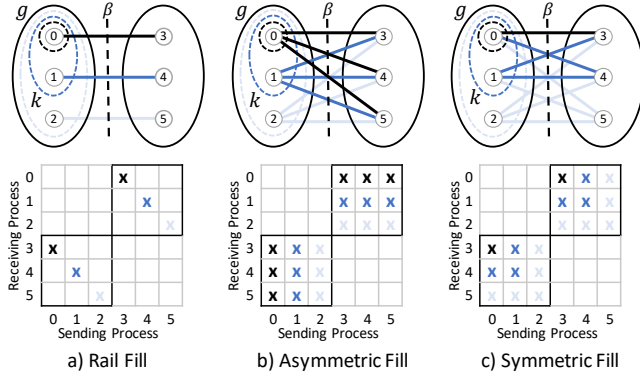 g β g β g β
0 3 0 3 0 3
1 4 1 4 1 4
k k k
2 5 2 5 2 5
Receiving Process Receiving Process Receiving Process
0 x 0 x x x 0 x x x
1 x 1 x x x 1 x x x
2 x 2 x x x 2 x x x
3 x 3 x x x 3 x x x
4 x 4 x x x 4 x x x
5 x 5 x x x 5 x x x
0 1 2 3 4 5 0 1 2 3 4 5 0 1 2 3 4 5
Sending Process Sending Process Sending Process
a) Rail Fill b) Asymmetric Fill c) Symmetric Fill